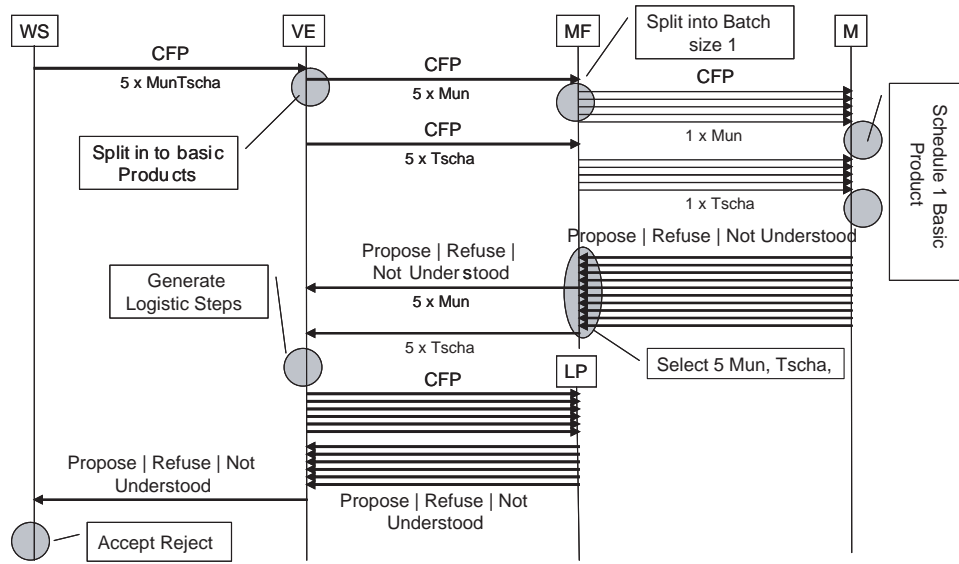 WS
VE
MF
M
Split into Batch
size 1
CFP
5 x MunTscha
CFP
5 x Mun
CFP
1 x Mun
Split in to basic
Products
CFP
5 x Tscha
1 x Tscha
Schedule 1 Basic
Product
Propose | Refuse | Not Understood
Propose | Refuse |
Not Understood
5 x Mun
Generate
Logistic Steps
5 x Tscha
Select 5 Mun, Tscha,
LP
CFP
Propose | Refuse | Not
Understood
Propose | Refuse | Not
Understood
Accept Reject